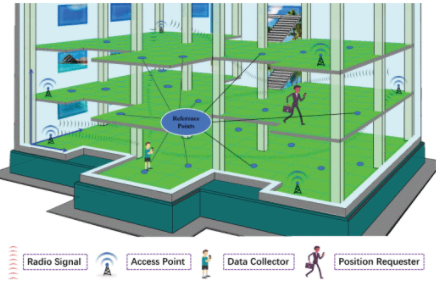 Reference
Points
Radio Signal
Access Point
Data Collector
Position Requester